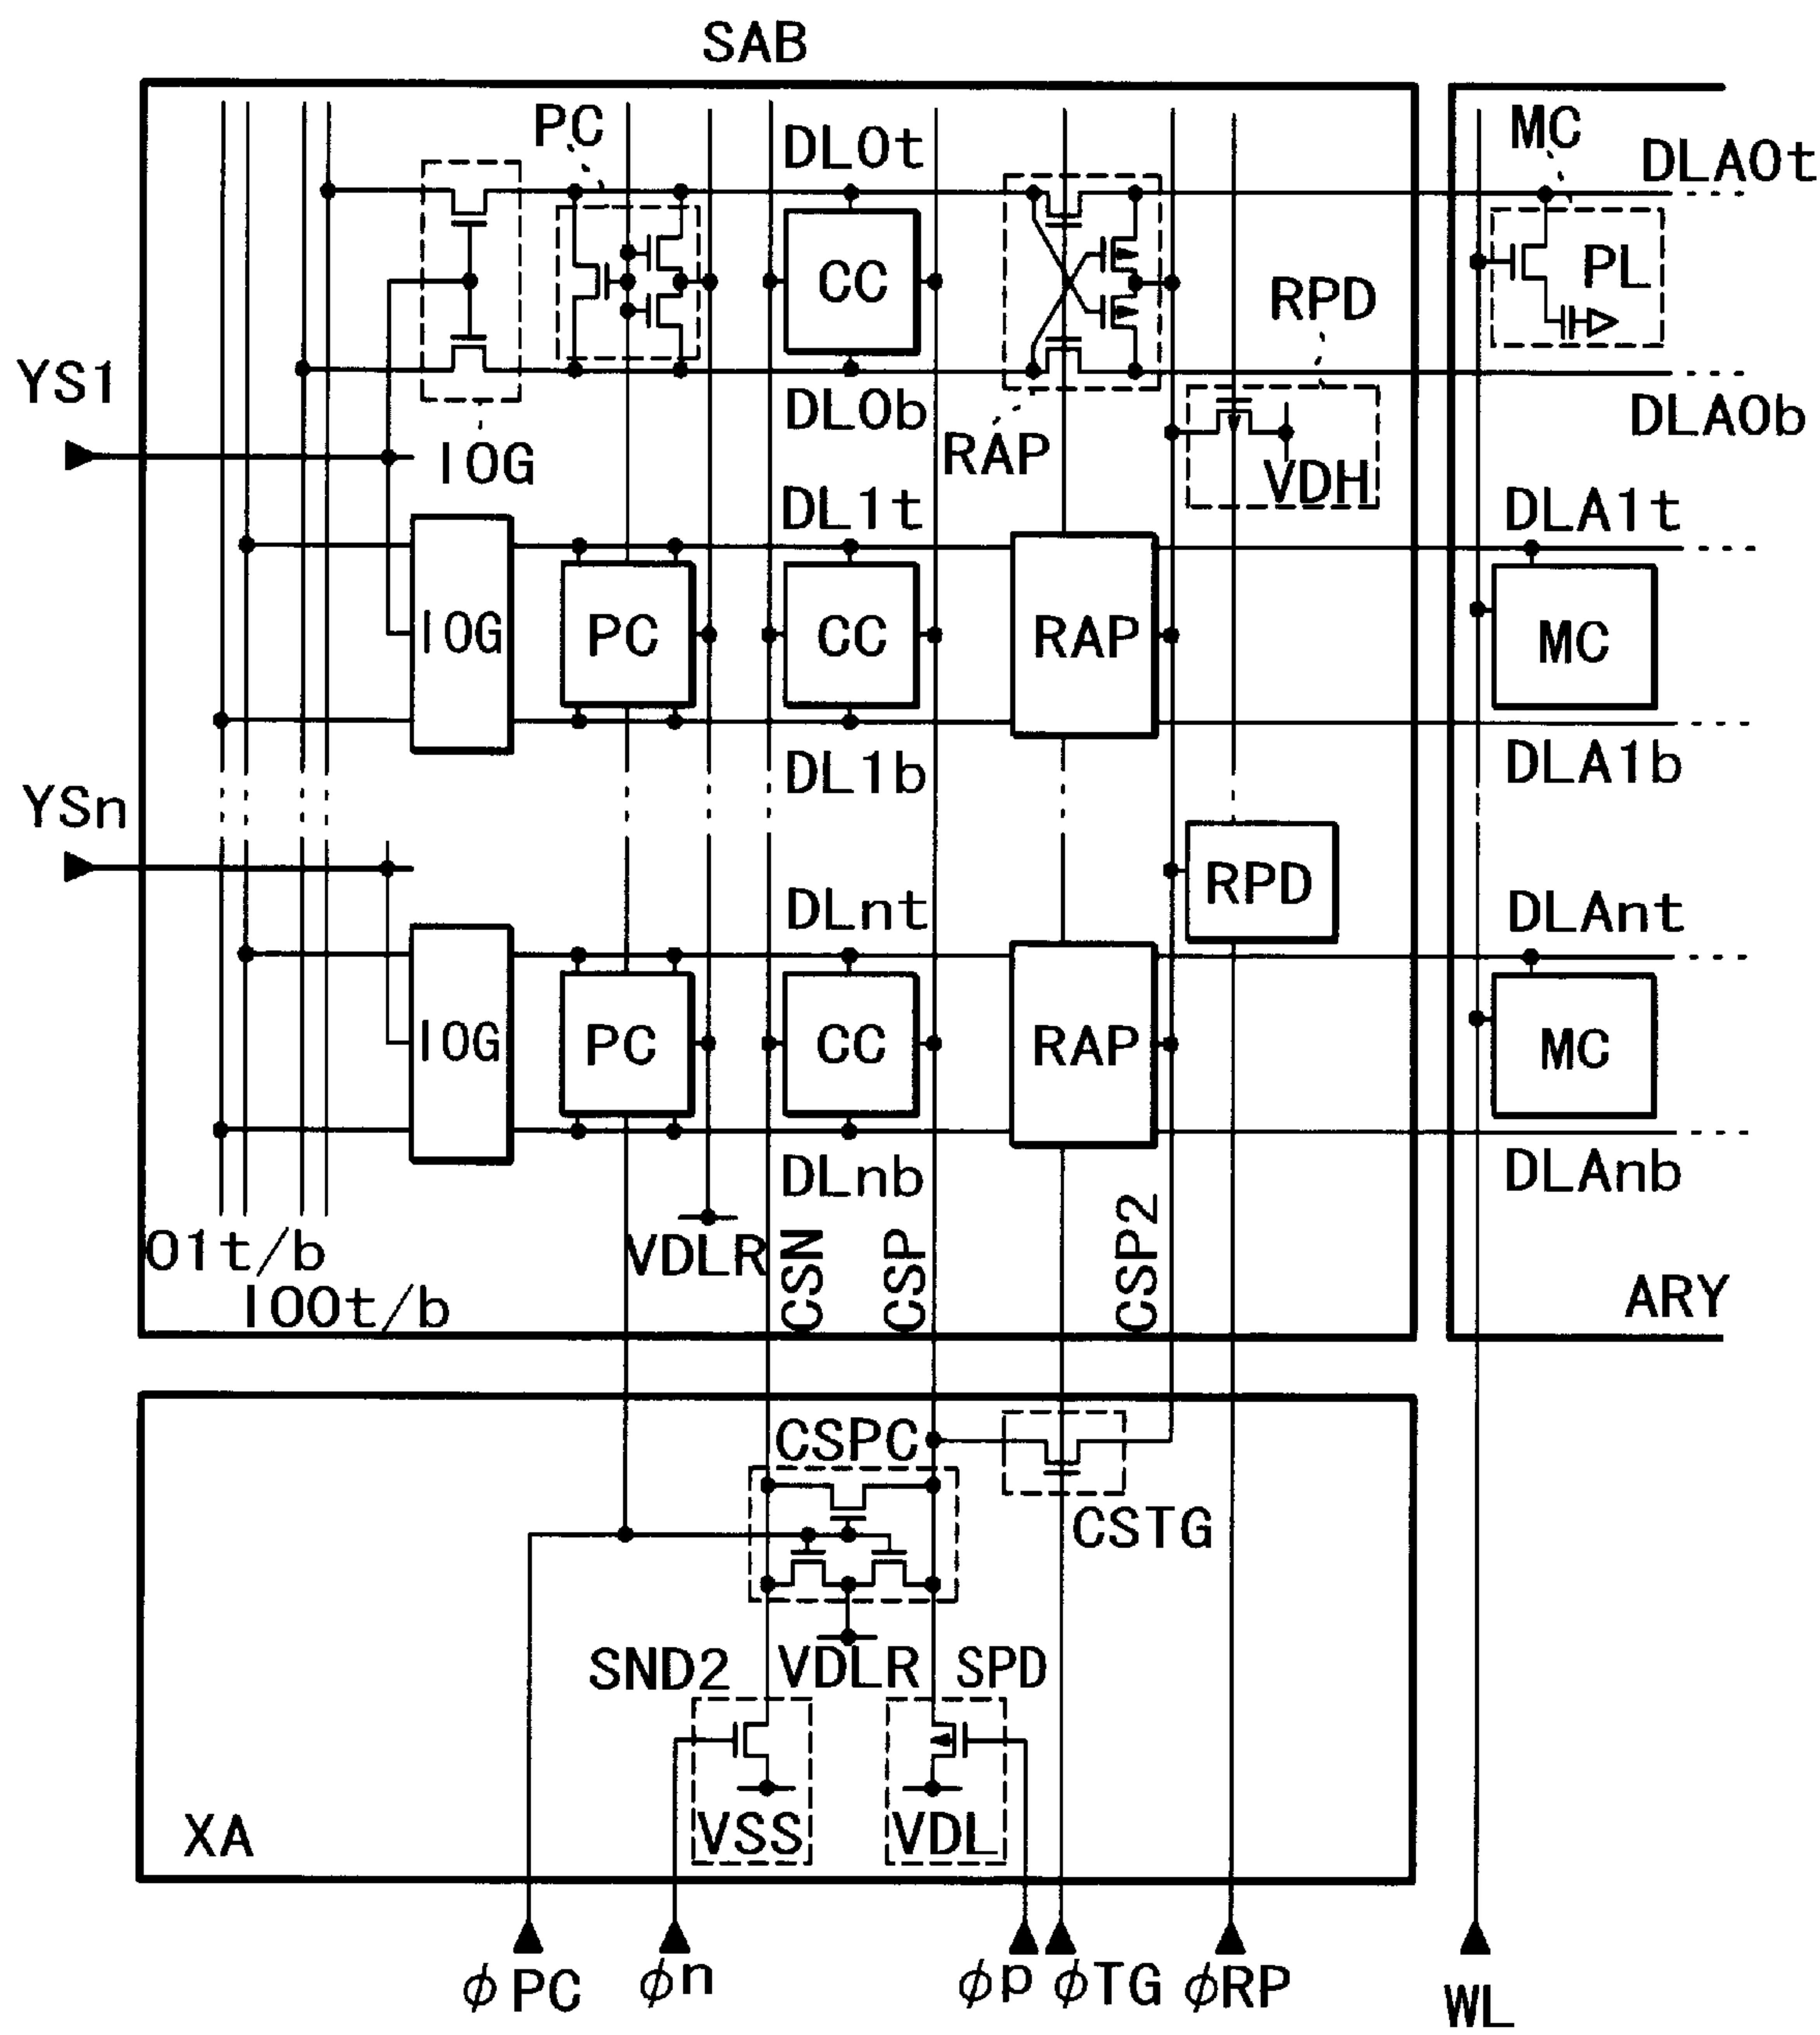 SAB
PC
DL0t
MC
DLA0t
CC
PL
RPD
YS1
DL0b
DLA0b
IOG
RAP
VDH
DL1t
DLA1t
IOG
PC
CC
RAP
MC
DL1b
DLA1b
YSn
RPD
DLnt
DLAnt
IOG
PC
CC
RAP
MC
DLnb
DLAnb
O1t/b
VDLR
CSN
CSP
CSP2
IO0t/b
ARY
CSPC
CSTG
SND2
VDLR
SPD
VSS
VDL
XA
φPC
φn
φp
φTG
φRP
WL